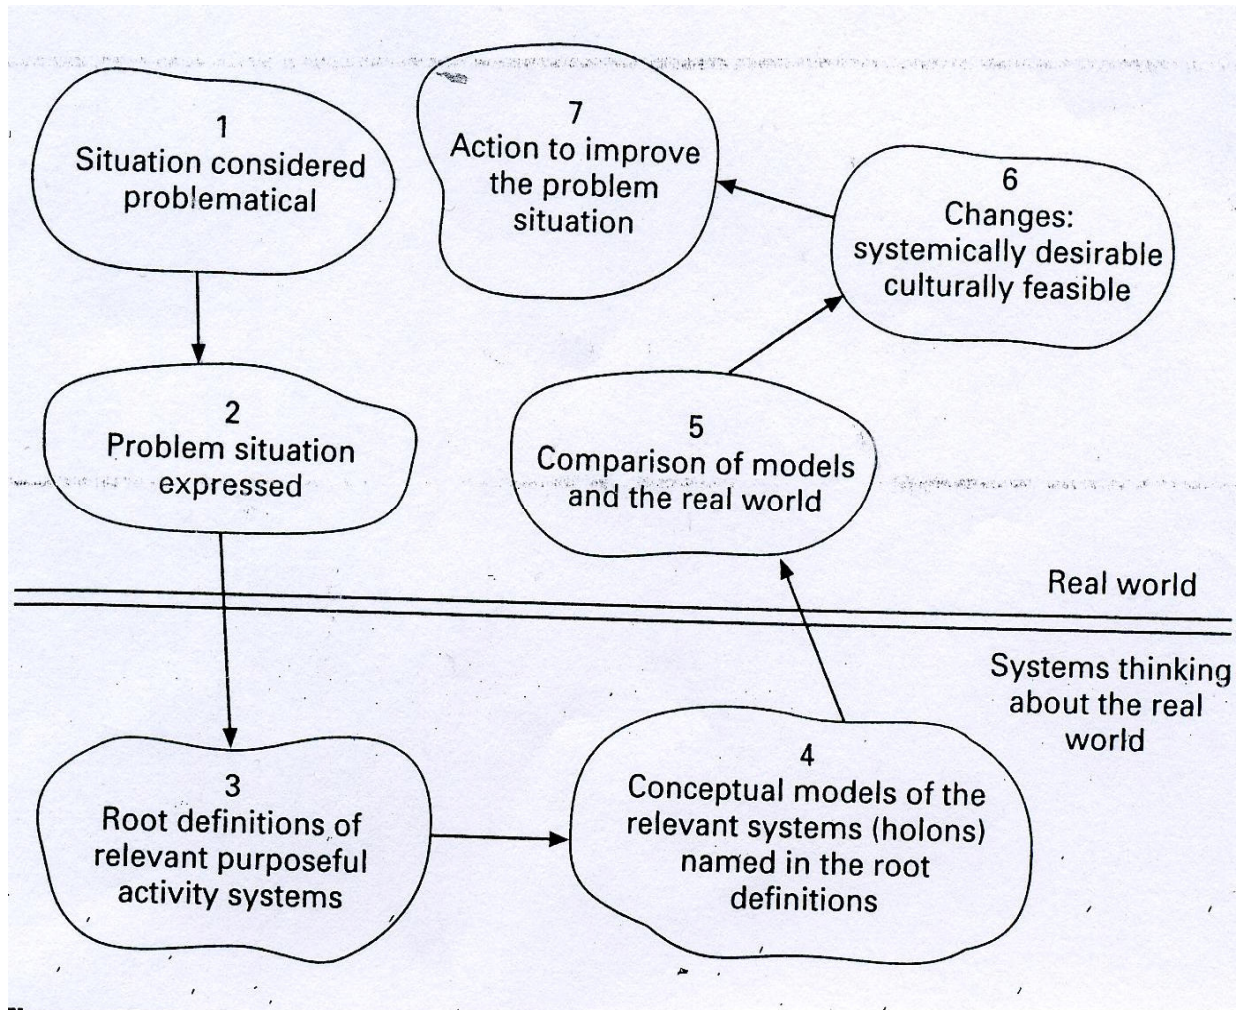 1
Situation considered
problematical
2
Problem situation
expressed
3
Root definitions of
relevant purposeful
activity systems
4
Conceptual models of the
relevant systems (holons)
named in the root
definitions
5
Comparison of models
and the real world
6
Changes:
systemically desirable
culturally feasible
7
Action to improve
the problem
situation
Real world
Systems thinking
about the real
world